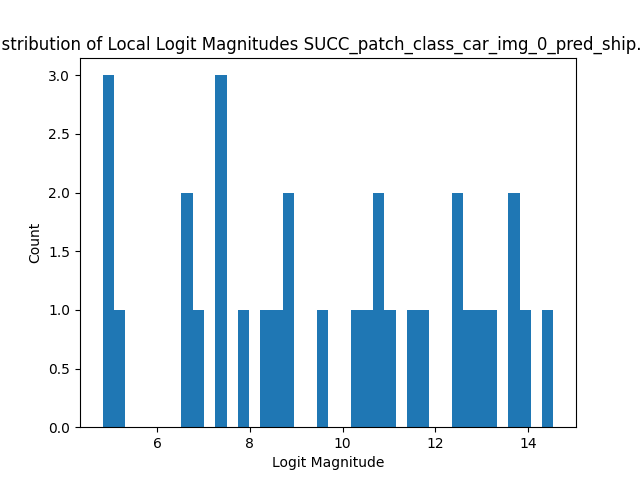 stribution of Local Logit Magnitudes SUCC_patch_class_car_img_0_pred_ship.
3.0
2.5
2.0
1.5
1.0
0.5
0.0
Count
6 8 10 12 14
Logit Magnitude